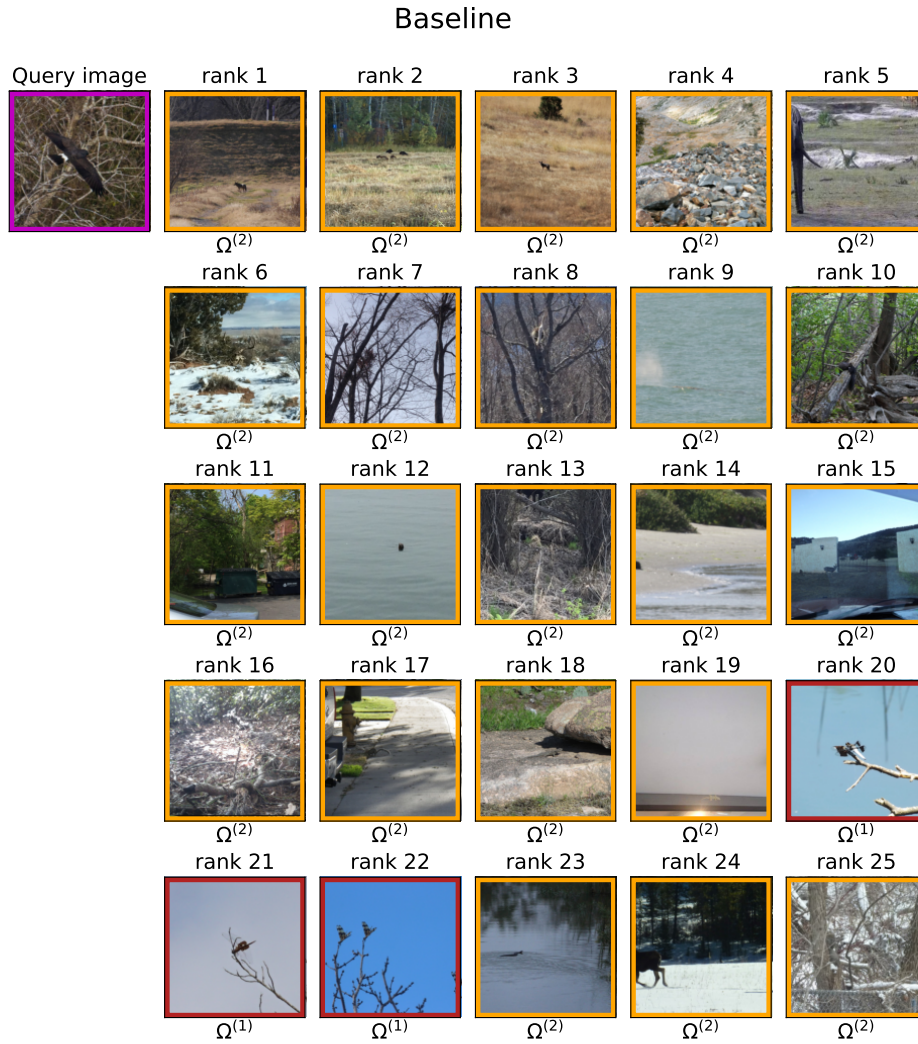 Baseline
Query image rank 1 rank 2 rank 3 rank 4 rank 5
Ω(2) Ω(2) Ω(2) Ω(2) Ω(2)
rank 6 rank 7 rank 8 rank 9 rank 10
Ω(2) Ω(2) Ω(2) Ω(2) Ω(2)
rank 11 rank 12 rank 13 rank 14 rank 15
Ω(2) Ω(2) Ω(2) Ω(2) Ω(2)
rank 16 rank 17 rank 18 rank 19 rank 20
Ω(2) Ω(2) Ω(2) Ω(2) Ω(1)
rank 21 rank 22 rank 23 rank 24 rank 25
Ω(1) Ω(1) Ω(2) Ω(2) Ω(2)